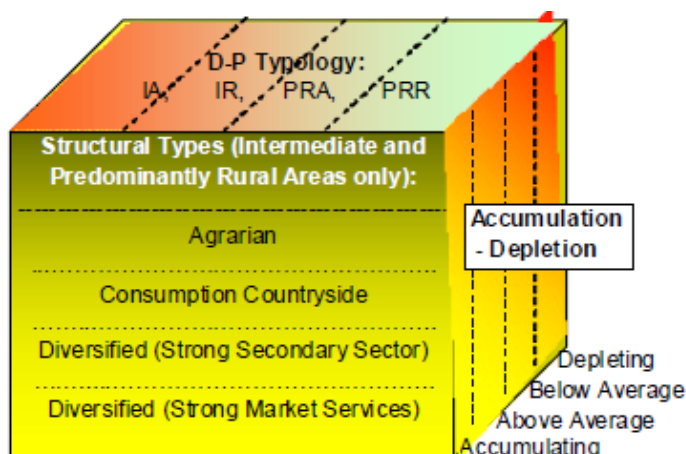 D-P Typology:
IA, IR, PRA, PRR
Structural Types (Intermediate and
Predominantly Rural Areas only):
Agrarian
Consumption Countryside
Diversified (Strong Secondary Sector)
Diversified (Strong Market Services)
Accumulation
- Depletion
Depleting
Below Average
Above Average
Accumulating